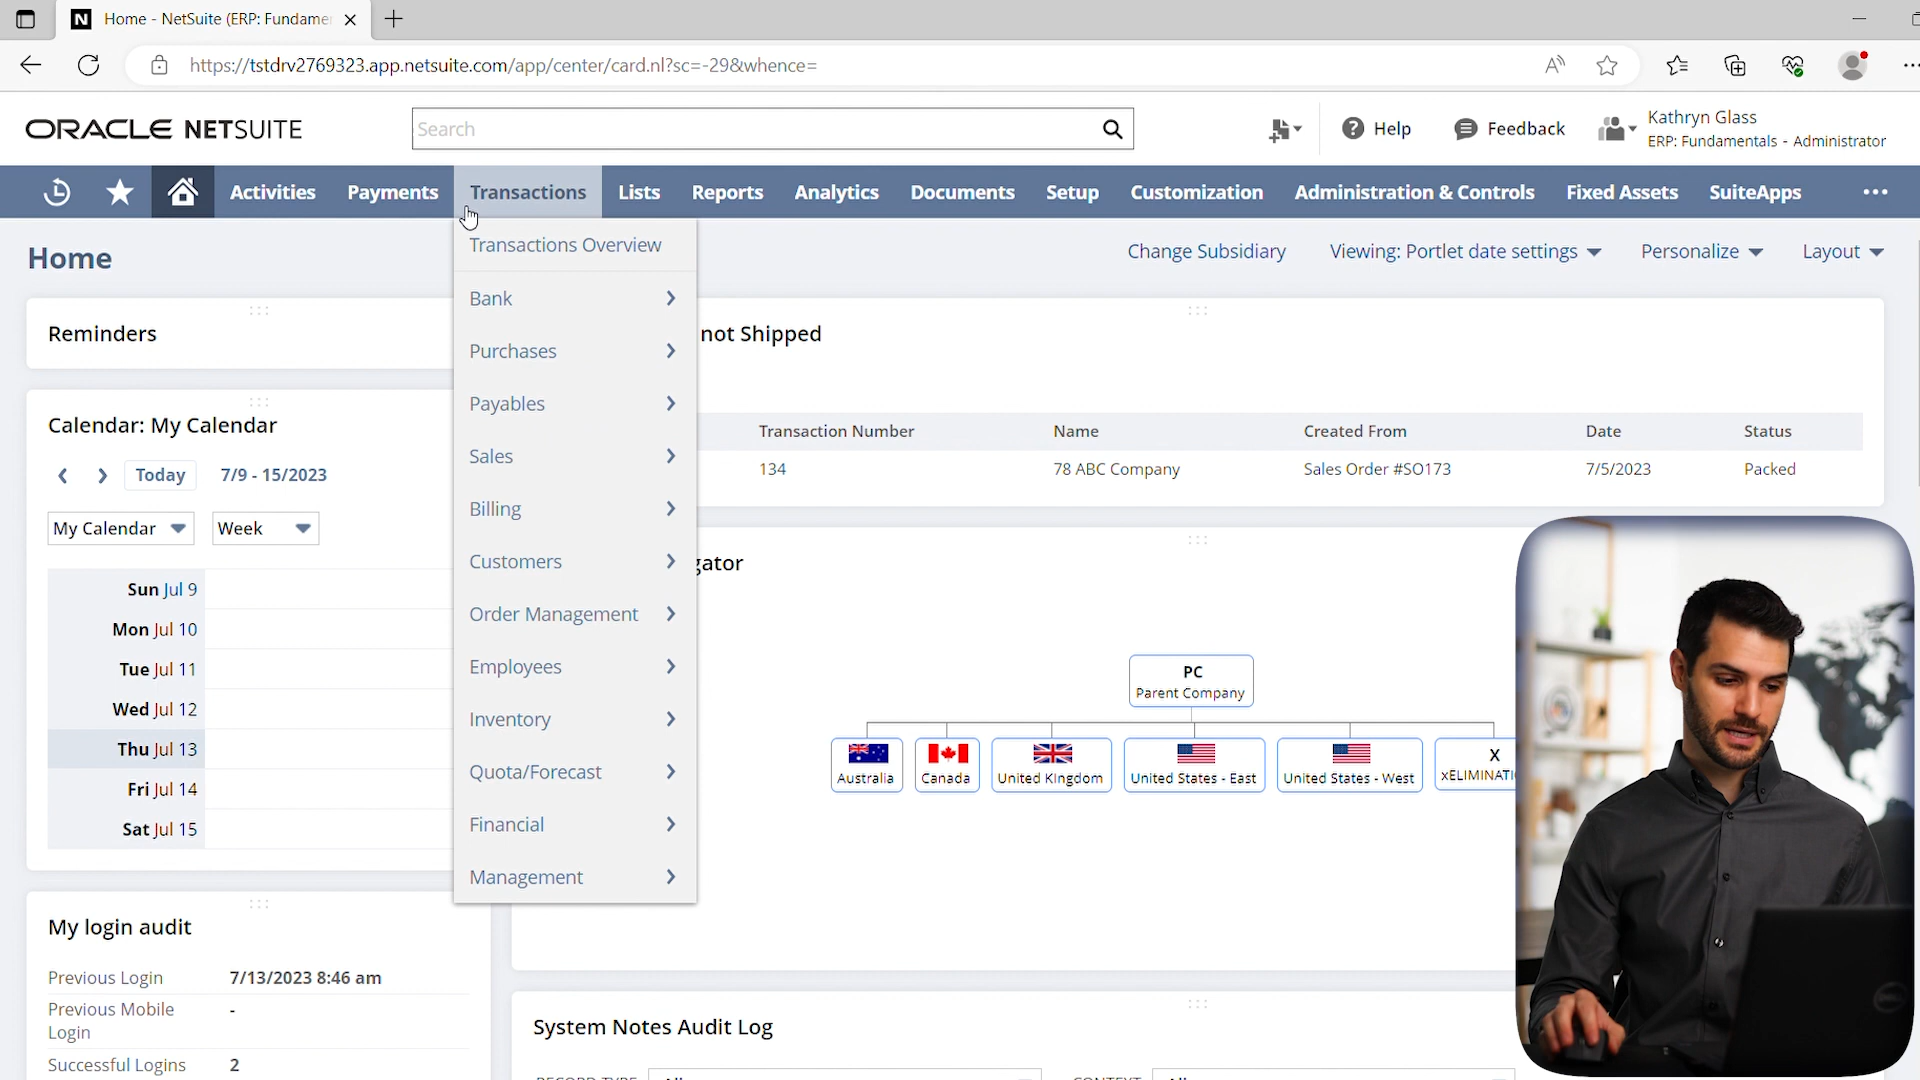 Home - NetSuite (ERP: Fundame
https://tstdrv2769323.app.netsuite.com/app/center/card.nl?sc=-29&whence=
ORACLE NETSUITE
Search
Help
Feedback
Kathryn Glass
ERP: Fundamentals - Administrator
Activities
Payments
Transactions
Lists
Reports
Analytics
Documents
Setup
Customization
Administration & Controls
Fixed Assets
SuiteApps
Home
Change Subsidiary
Viewing: Portlet date settings
Personalize
Layout
Transactions Overview
Bank
Purchases
Payables
Sales
Billing
Customers
Order Management
Employees
Inventory
Quota/Forecast
Financial
Management
Reminders
Calendar: My Calendar
Today
7/9 - 15/2023
My Calendar
Week
Sun Jul 9
Mon Jul 10
Tue Jul 11
Wed Jul 12
Thu Jul 13
Fri Jul 14
Sat Jul 15
My login audit
Previous Login 7/13/2023 8:46 am
Previous Mobile Login -
Successful Logins 2
not Shipped
Transaction Number Name Created From Date Status
134 78 ABC Company Sales Order #SO173 7/5/2023 Packed
gator
PC
Parent Company
Australia
Canada
United Kingdom
United States - East
United States - West
X
xELIMINATI
System Notes Audit Log
RECORD TYPE
All
CONTEXT
All